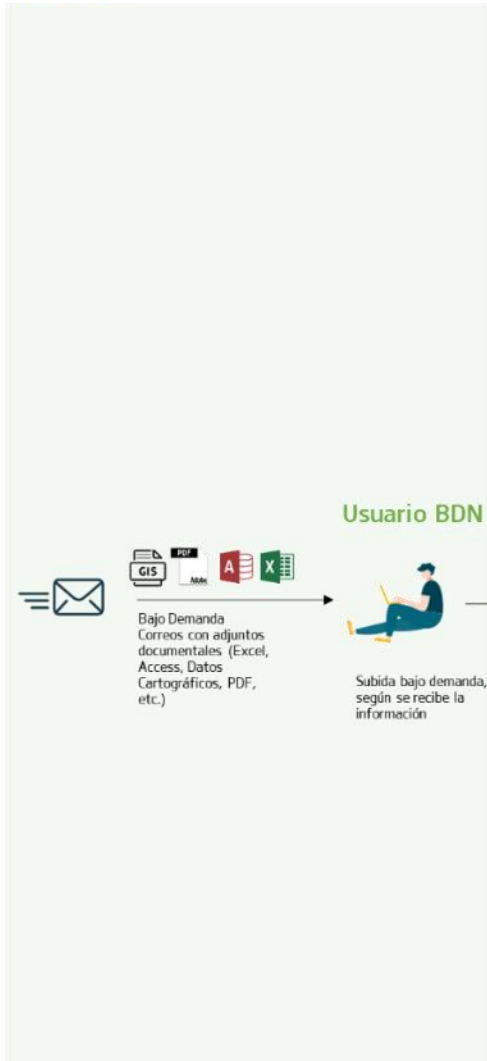 Usuario BDN
GIS
PDF
Adobe
A
X
Bajo Demanda
Correos con adjuntos
documentales (Excel,
Access, Datos
Cartográficos, PDF,
etc.)
Subida bajo demanda,
según se recibe la
información